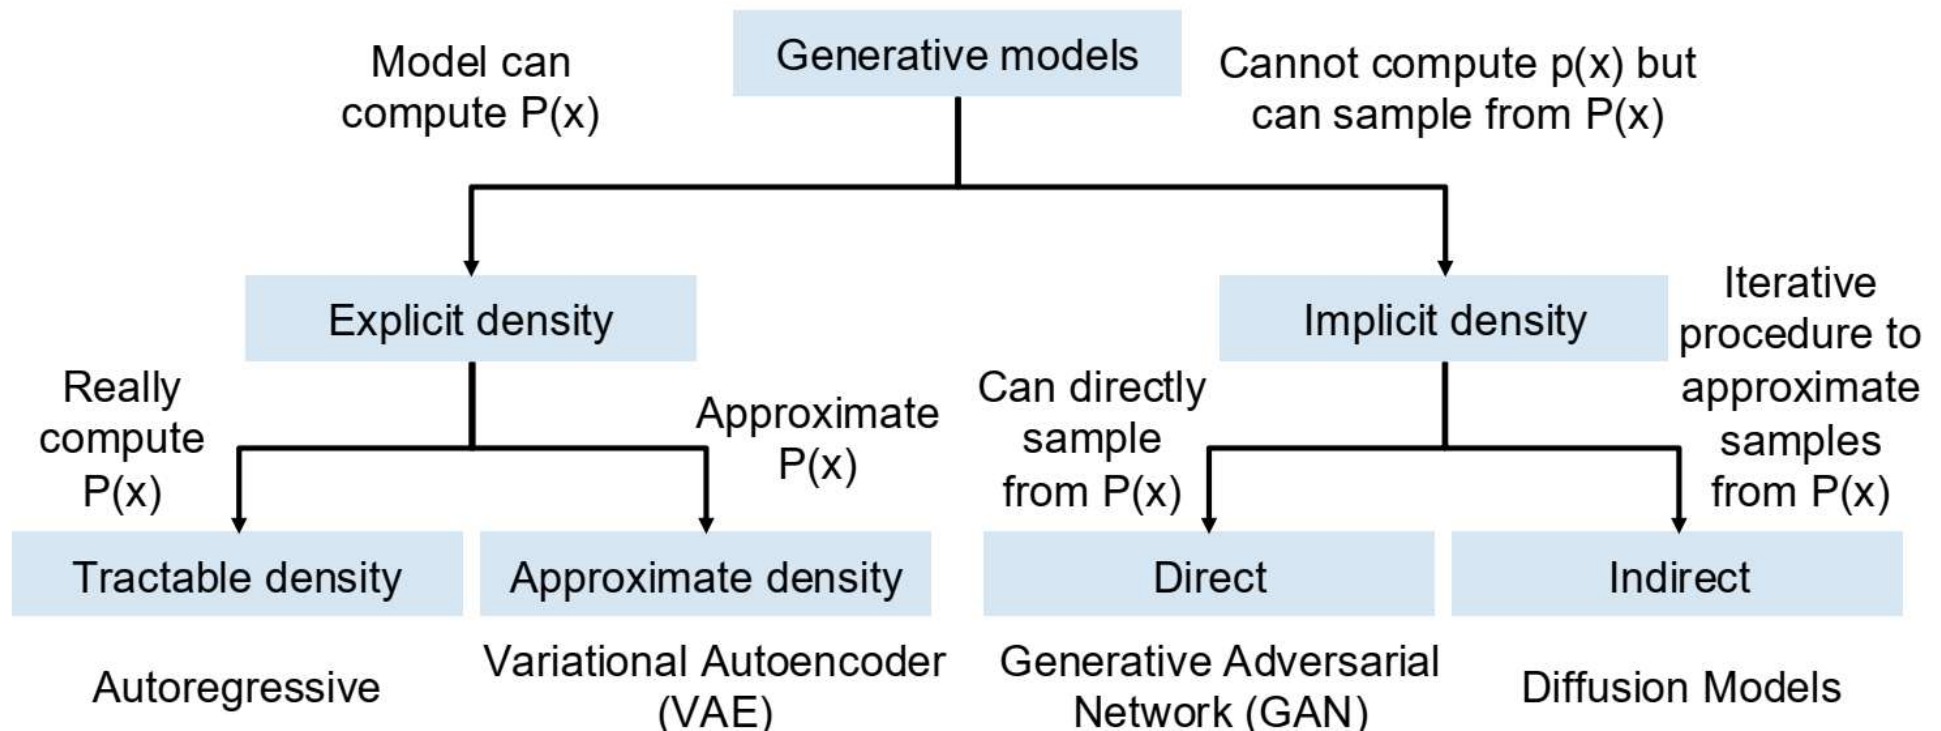 Generative models
Model can
compute P(x)
Cannot compute p(x) but
can sample from P(x)
Explicit density
Implicit density
Really
compute
P(x)
Approximate
P(x)
Can directly
sample
from P(x)
Iterative
procedure to
approximate
samples
from P(x)
Tractable density
Approximate density
Direct
Indirect
Autoregressive
Variational Autoencoder
(VAE)
Generative Adversarial
Network (GAN)
Diffusion Models